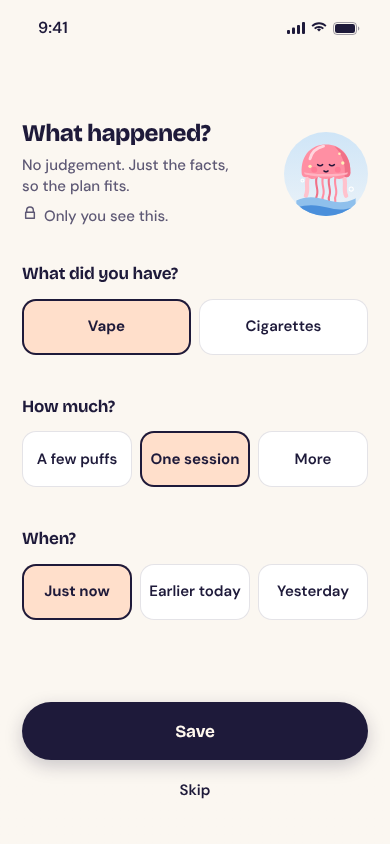 9:41
What happened?
No judgement. Just the facts,
so the plan fits.
Only you see this.
What did you have?
Vape
Cigarettes
How much?
A few puffs
One session
More
When?
Just now
Earlier today
Yesterday
Save
Skip